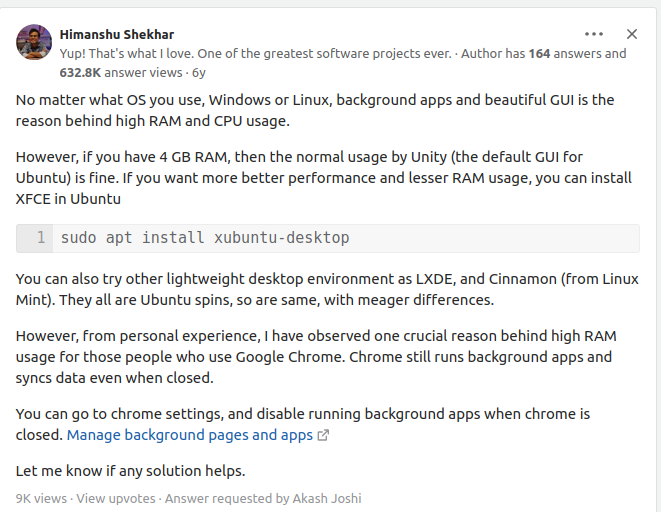 Himanshu Shekhar
Yup! That's what I love. One of the greatest software projects ever. · Author has 164 answers and
632.8K answer views · 6y
No matter what OS you use, Windows or Linux, background apps and beautiful GUI is the
reason behind high RAM and CPU usage.
However, if you have 4 GB RAM, then the normal usage by Unity (the default GUI for
Ubuntu) is fine. If you want more better performance and lesser RAM usage, you can install
XFCE in Ubuntu
1 sudo apt install xubuntu-desktop
You can also try other lightweight desktop environment as LXDE, and Cinnamon (from Linux
Mint). They all are Ubuntu spins, so are same, with meager differences.
However, from personal experience, I have observed one crucial reason behind high RAM
usage for those people who use Google Chrome. Chrome still runs background apps and
syncs data even when closed.
You can go to chrome settings, and disable running background apps when chrome is
closed. Manage background pages and apps
Let me know if any solution helps.
9K views · View upvotes · Answer requested by Akash Joshi